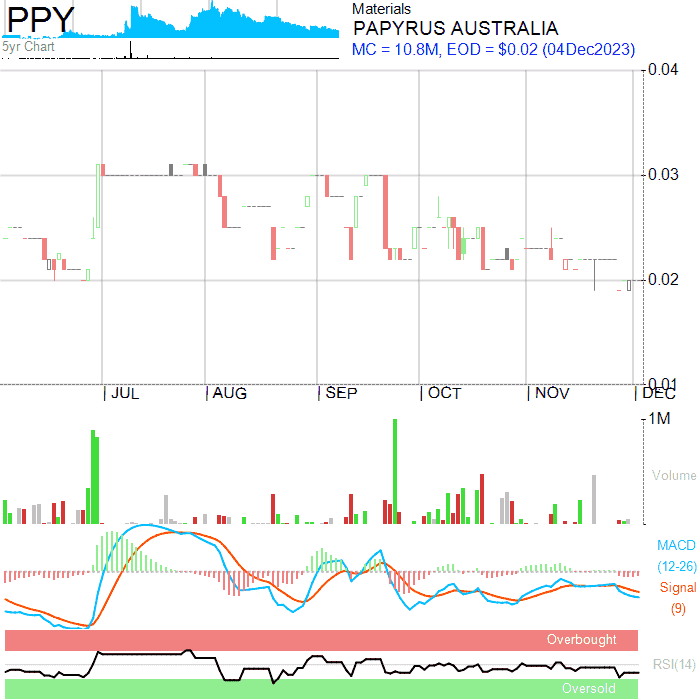 PPY
5yr Chart
Materials
PAPYRUS AUSTRALIA
MC = 10.8M, EOD = $0.02 (04Dec2023)
0.04
0.03
0.02
0.01
JUL
AUG
SEP
OCT
NOV
DEC
1M
Volume
MACD
(12-26)
Signal
(9)
Overbought
RSI(14)
Oversold